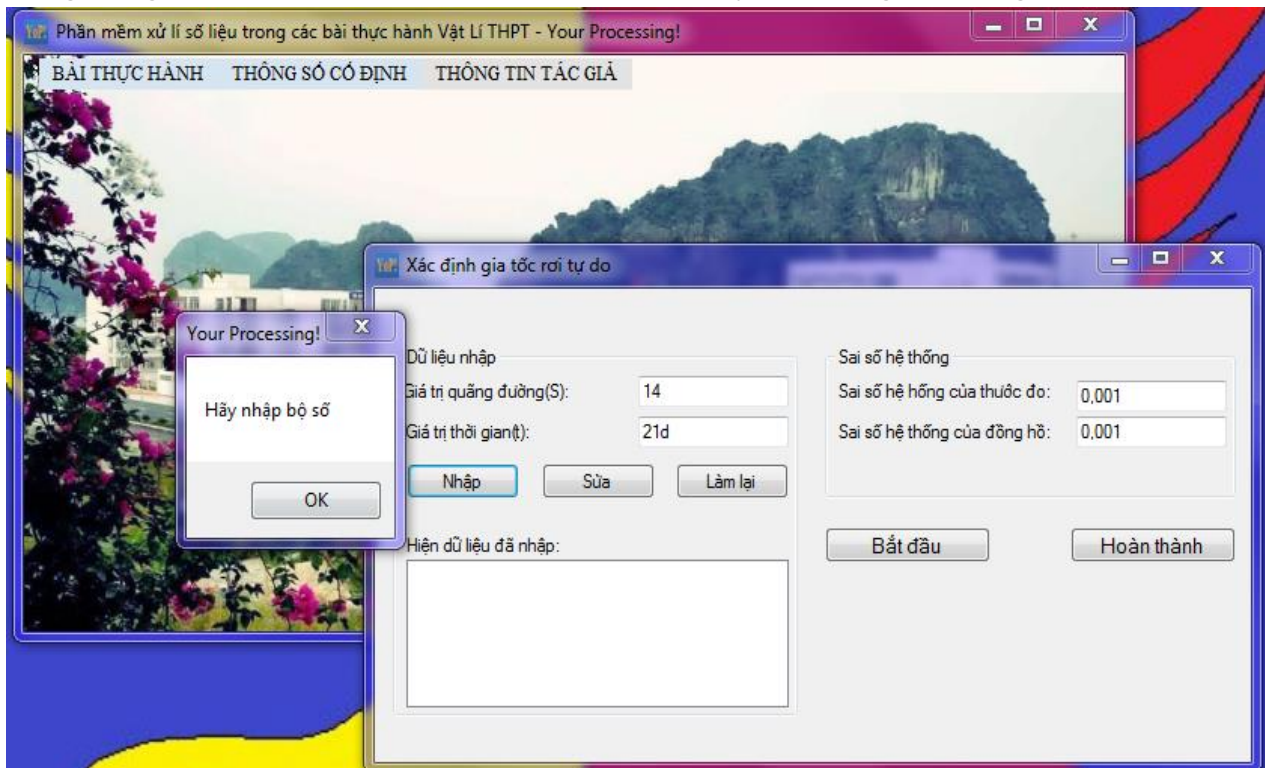 YoP! Phần mềm xử lí số liệu trong các bài thực hành Vật Lí THPT - Your Processing!
BÀI THỰC HÀNH THÔNG SỐ CỐ ĐỊNH THÔNG TIN TÁC GIẢ
Xác định gia tốc rơi tự do
Your Processing!
Hãy nhập bộ số
OK
Dữ liệu nhập
Giá trị quãng đường(S): 14
Giá trị thời gian(t): 21d
Nhập Sửa Làm lại
Hiện dữ liệu đã nhập:
Sai số hệ thống
Sai số hệ hống của thước đo: 0,001
Sai số hệ thống của đồng hồ: 0,001
Bắt đầu Hoàn thành